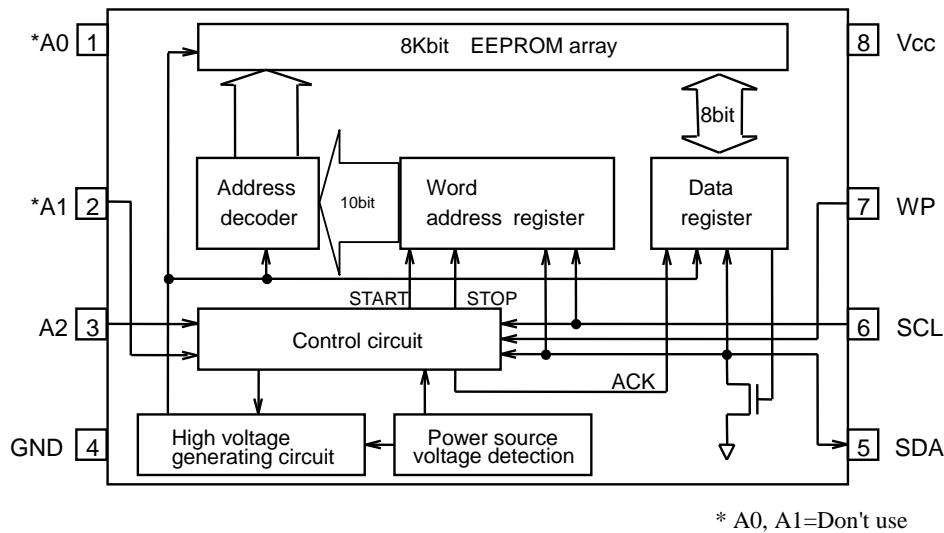 *A0 1
8Kbit EEPROM array
8 Vcc
8bit
Address
decoder
10bit
Word
address register
Data
register
*A1 2
7 WP
START STOP
A2 3
Control circuit
6 SCL
ACK
GND 4
High voltage
generating circuit
Power source
voltage detection
5 SDA
* A0, A1=Don't use